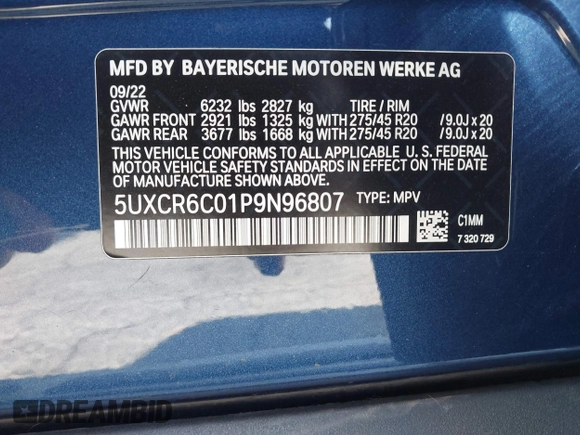 MFD BY BAYERISCHE MOTOREN WERKE AG
09/22
GVWR 6232 lbs 2827 kg TIRE / RIM
GAWR FRONT 2921 lbs 1325 kg WITH 275/45 R20 / 9.0J x 20
GAWR REAR 3677 lbs 1668 kg WITH 275/45 R20 / 9.0J x 20
THIS VEHICLE CONFORMS TO ALL APPLICABLE U. S. FEDERAL
MOTOR VEHICLE SAFETY STANDARDS IN EFFECT ON THE DATE
OF MANUFACTURE SHOWN ABOVE.
5UXCR6C01P9N96807 TYPE: MPV
C1MM
7 320 729
DREAMBID